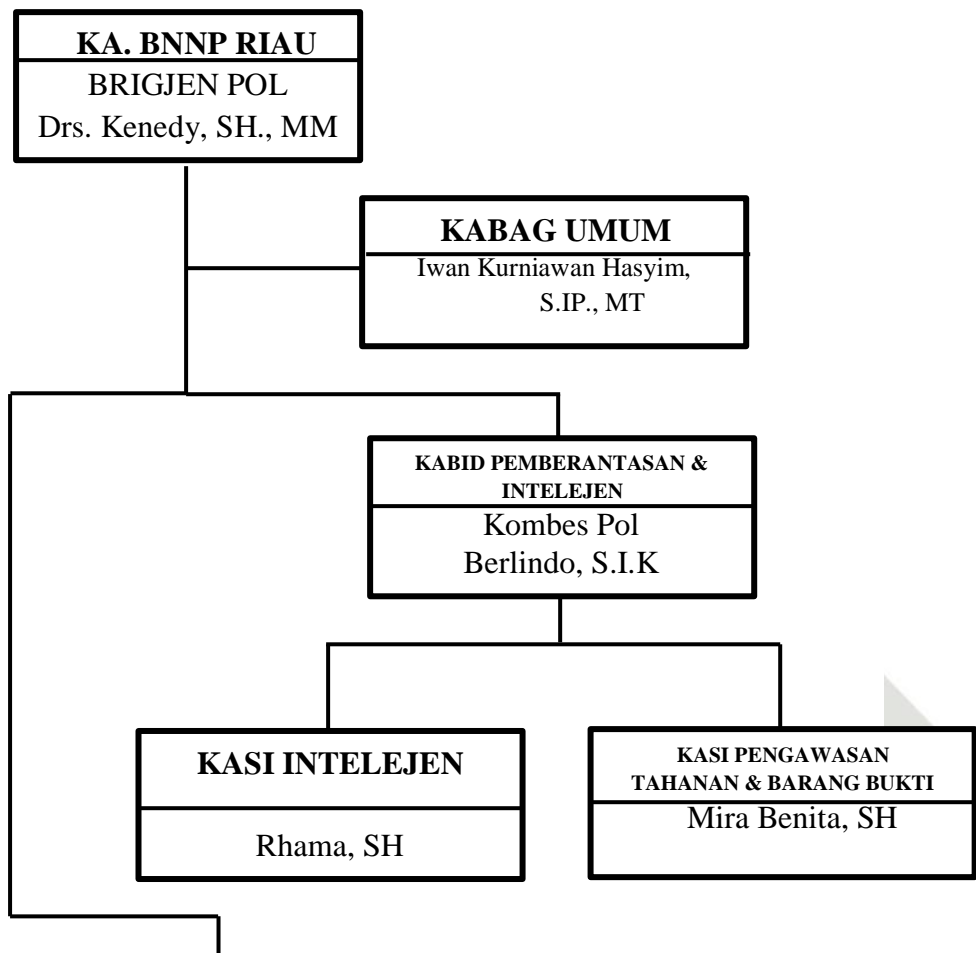 KA. BNNP RIAU
BRIGJEN POL
Drs. Kenedy, SH., MM
KABAG UMUM
Iwan Kurniawan Hasyim,
S.IP., MT
KABID PEMBERANTASAN &
INTELEJEN
Kombes Pol
Berlindo, S.I.K
KASI INTELEJEN
Rhama, SH
KASI PENGAWASAN
TAHANAN & BARANG BUKTI
Mira Benita, SH